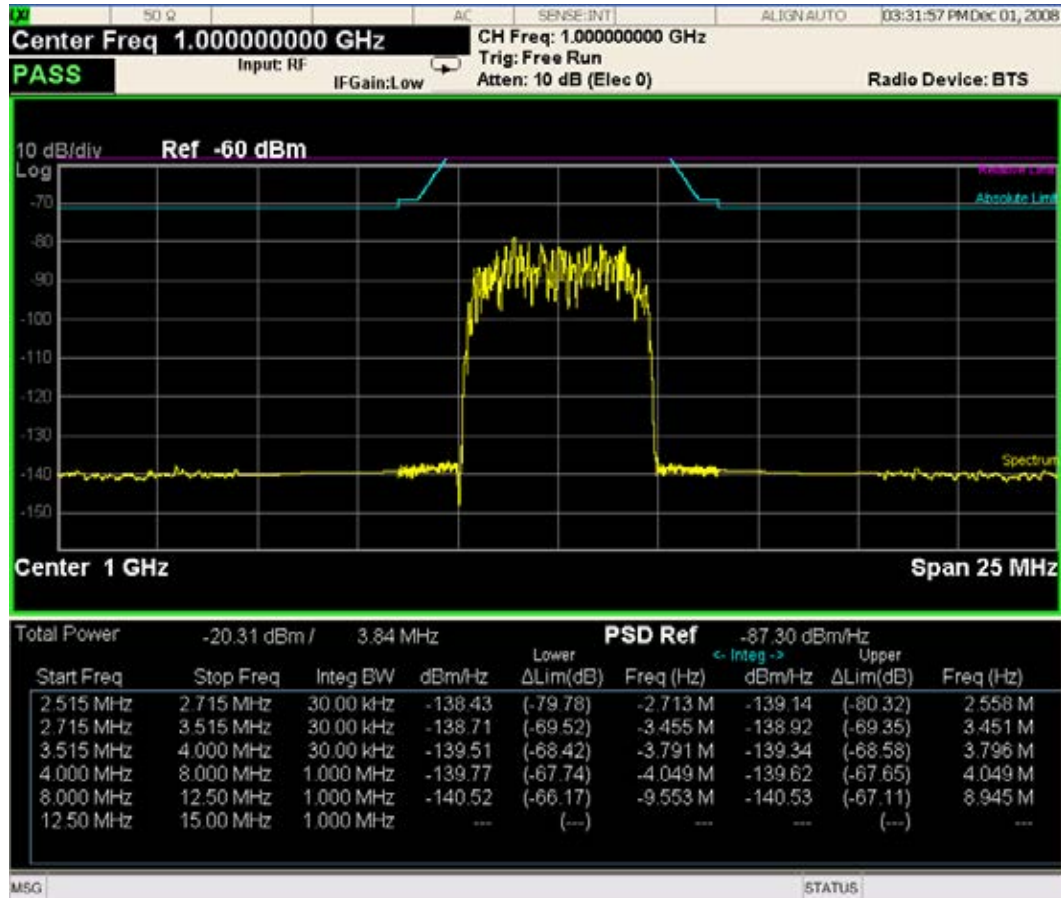 LXI 50 Ω AC SENSE:INT ALIGN AUTO 03:31:57 PM Dec 01, 2008
Center Freq 1.000000000 GHz CH Freq: 1.000000000 GHz
Input: RF Trig: Free Run
PASS IFGain:Low Atten: 10 dB (Elec 0) Radio Device: BTS
10 dB/div Ref -60 dBm
Log
Relative Limit
Absolute Limit
-70
-80
-90
-100
-110
-120
-130
Spectrum
-140
-150
Center 1 GHz Span 25 MHz
Total Power -20.31 dBm / 3.84 MHz PSD Ref -87.30 dBm/Hz
Lower <- Integ -> Upper
Start Freq Stop Freq Integ BW dBm/Hz ΔLim(dB) Freq (Hz) dBm/Hz ΔLim(dB) Freq (Hz)
2.515 MHz 2.715 MHz 30.00 kHz -138.43 (-79.78) -2.713 M -139.14 (-80.32) 2.558 M
2.715 MHz 3.515 MHz 30.00 kHz -138.71 (-69.52) -3.455 M -138.92 (-69.35) 3.451 M
3.515 MHz 4.000 MHz 30.00 kHz -139.51 (-68.42) -3.791 M -139.34 (-68.58) 3.796 M
4.000 MHz 8.000 MHz 1.000 MHz -139.77 (-67.74) -4.049 M -139.62 (-67.65) 4.049 M
8.000 MHz 12.50 MHz 1.000 MHz -140.52 (-66.17) -9.553 M -140.53 (-67.11) 8.945 M
12.50 MHz 15.00 MHz 1.000 MHz --- (---) --- --- (---) ---
MSG STATUS